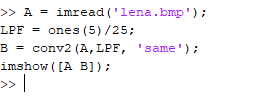 >> A = imread('lena.bmp');
LPF = ones(5)/25;
B = conv2(A,LPF, 'same');
imshow([A B]);
>>